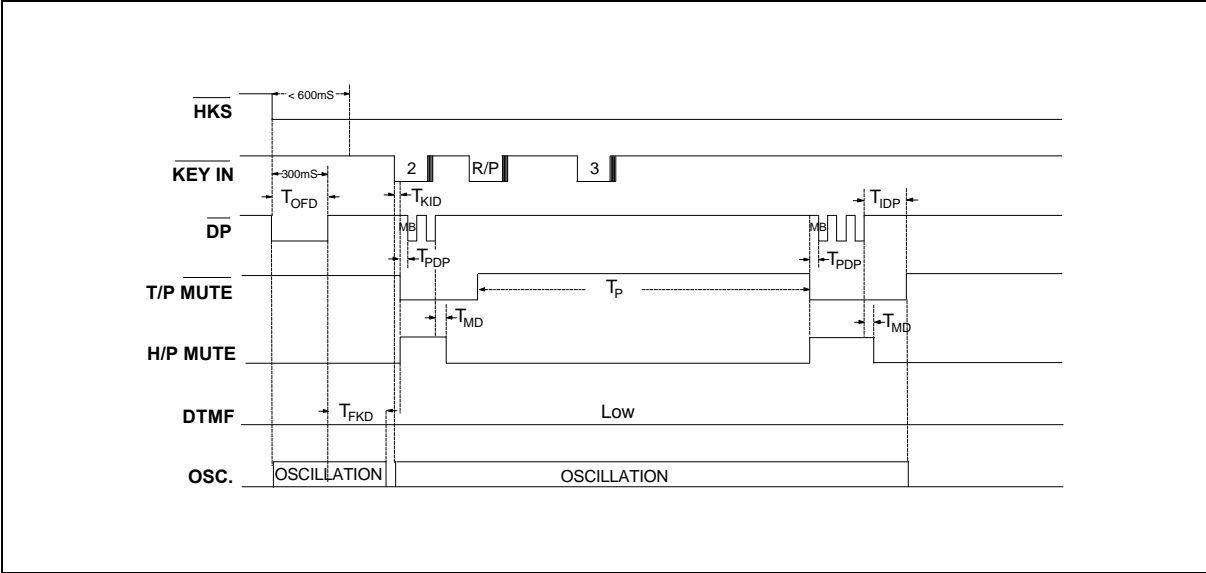 < 600mS
HKS
KEY IN
2
R/P
3
300mS
TOFD
TKID
TIDP
DP
MB
MB
TPDP
TPDP
T/P MUTE
TP
TMD
TMD
H/P MUTE
TFKD
Low
DTMF
OSC.
OSCILLATION
OSCILLATION